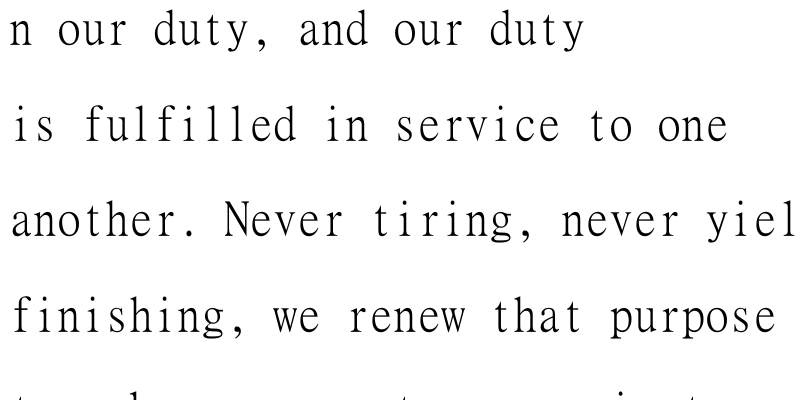 n our duty, and our duty
is fulfilled in service to one
another. Never tiring, never yiel
finishing, we renew that purpose